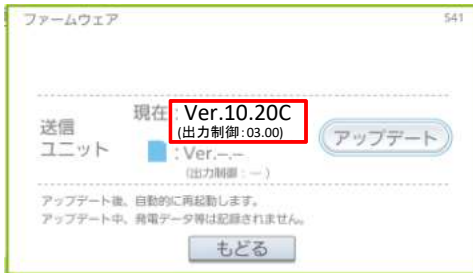 ファームウェア
541
現在 : Ver.10.20C
(出力制御:03.00)
送信
ユニット
: Ver.–.–
(出力制御 : — )
アップデート
アップデート後、自動的に再起動します。
アップデート中、発電データ等は記録されません。
もどる